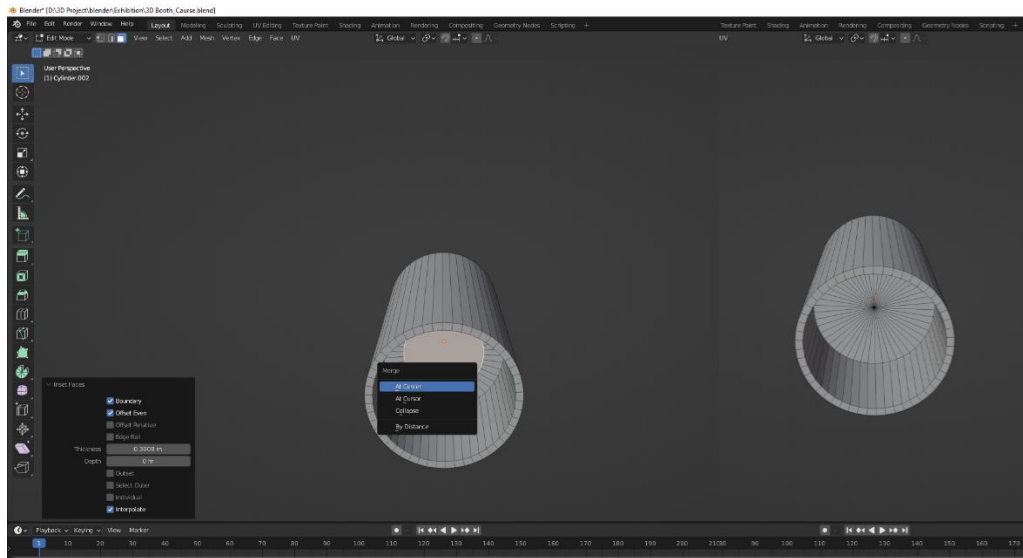 Blender* [D:\3D Project\blender\Exhibition\3D Booth_Caurse.blend]
File Edit Render Window Help Layout Modeling Sculpting UV Editing Texture Paint Shading Animation Rendering Compositing Geometry Nodes Scripting + Texture Paint Shading Animation Rendering Compositing Geometry Nodes Scripting +
Edit Mode View Select Add Mesh Vertex Edge Face UV Global UV Global
User Perspective
(1) Cylinder.002
Merge
At Center
At Cursor
Collapse
By Distance
Inset Faces
Boundary
Offset Even
Offset Relative
Edge Rail
Thickness 0.3808 m
Depth 0 m
Outset
Select Outer
Individual
Interpolate
Playback Keying View Marker
1 10 20 30 40 50 60 70 80 90 100 110 120 130 140 150 160 170 180 190 200 21080 90 100 110 120 130 140 150 160 170